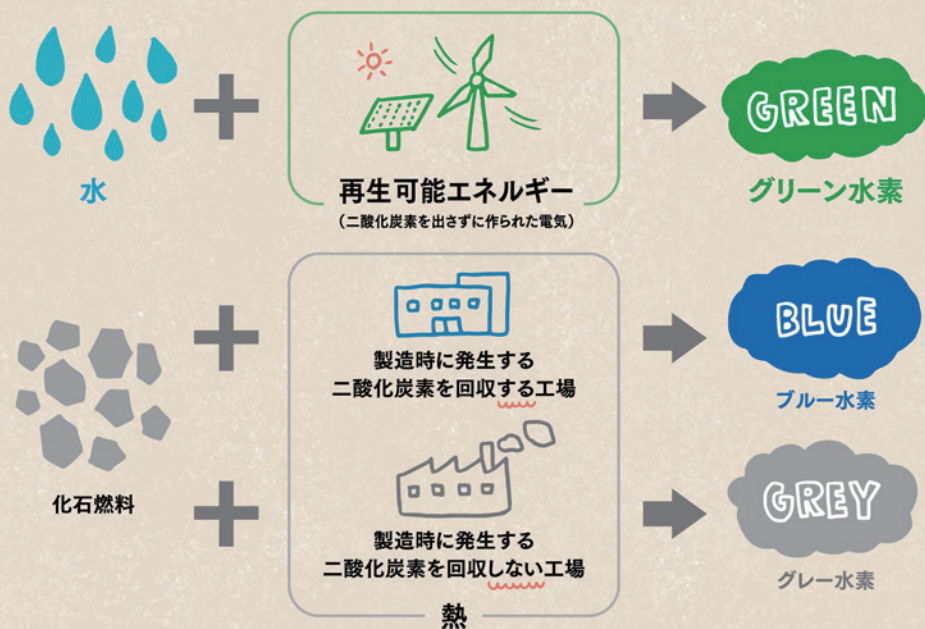 GREEN
水
再生可能エネルギー
(二酸化炭素を出さずに作られた電気)
グリーン水素
BLUE
製造時に発生する
二酸化炭素を回収する工場
ブルー水素
化石燃料
GREY
製造時に発生する
二酸化炭素を回収しない工場
グレー水素
熱